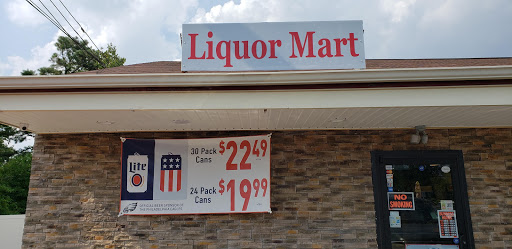 Liquor Mart
Lite
30 Pack
Cans
$22.49
24 Pack
Cans
$19.99
NO
SMOKING